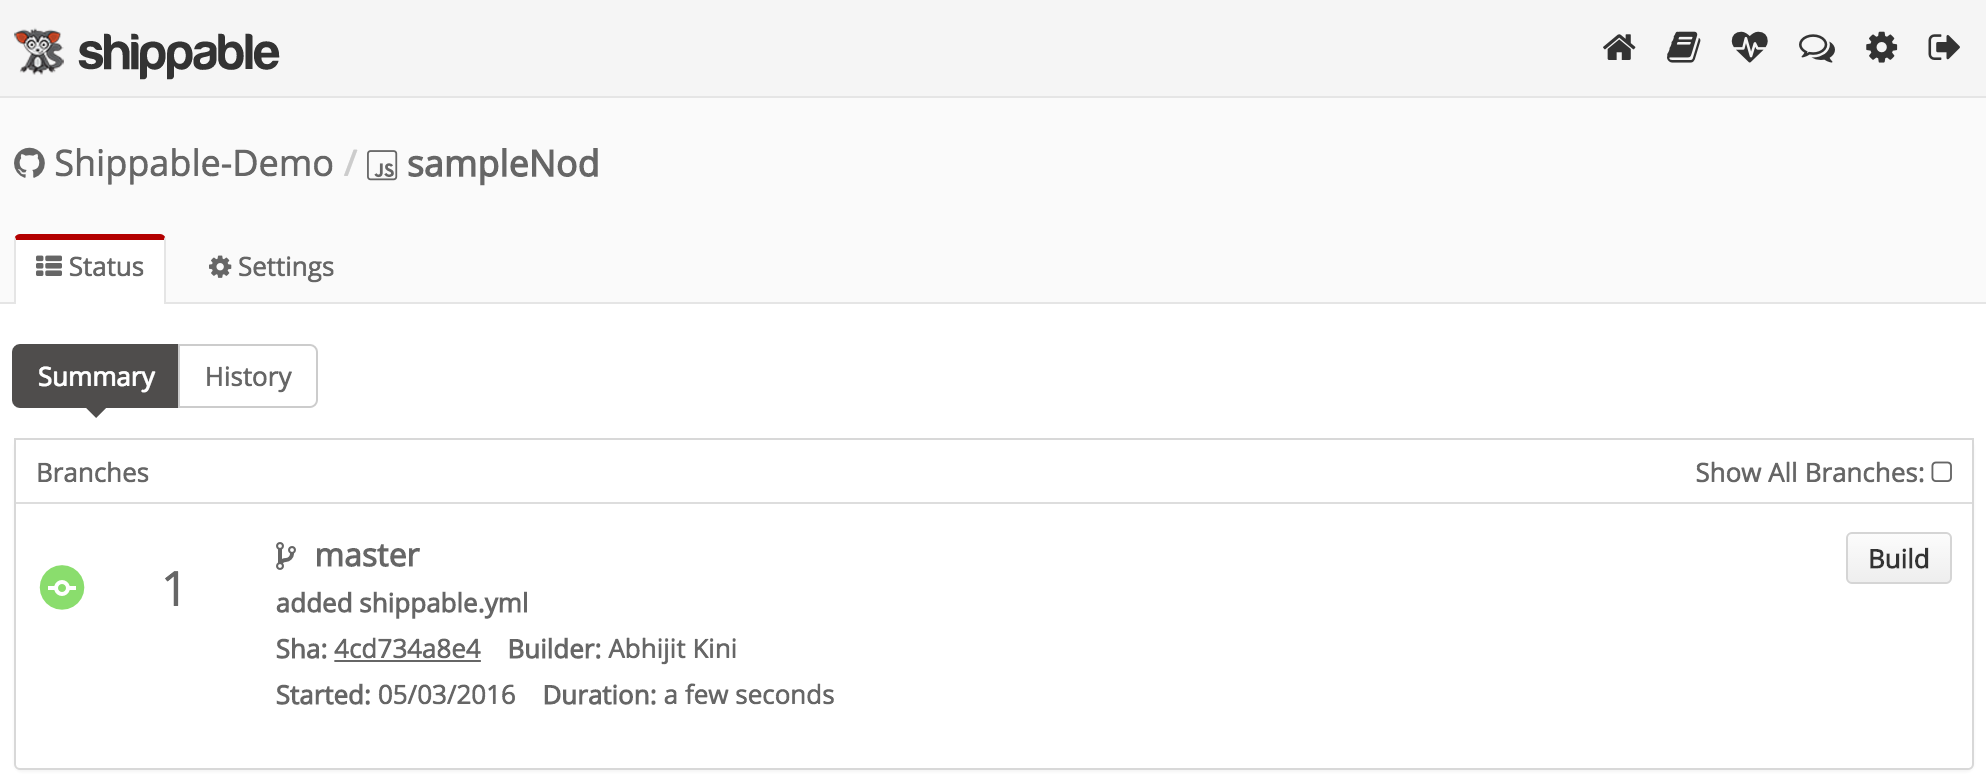 shippable
Shippable-Demo / JS sampleNod
Status Settings
Summary History
Branches Show All Branches:
1 master Build
added shippable.yml
Sha: 4cd734a8e4 Builder: Abhijit Kini
Started: 05/03/2016 Duration: a few seconds